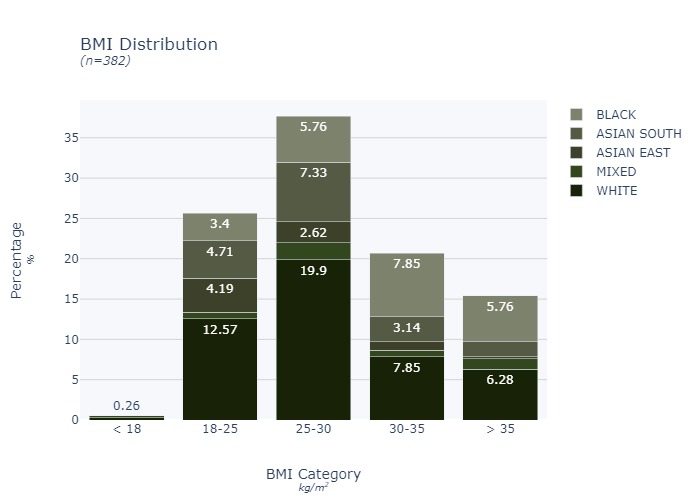 BMI Distribution
(n=382)
BLACK
ASIAN SOUTH
ASIAN EAST
MIXED
WHITE
Percentage
%
35
30
25
20
15
10
5
0
0.26
3.4
4.71
4.19
12.57
5.76
7.33
2.62
19.9
7.85
3.14
7.85
5.76
6.28
< 18
18-25
25-30
30-35
> 35
BMI Category
kg/m²